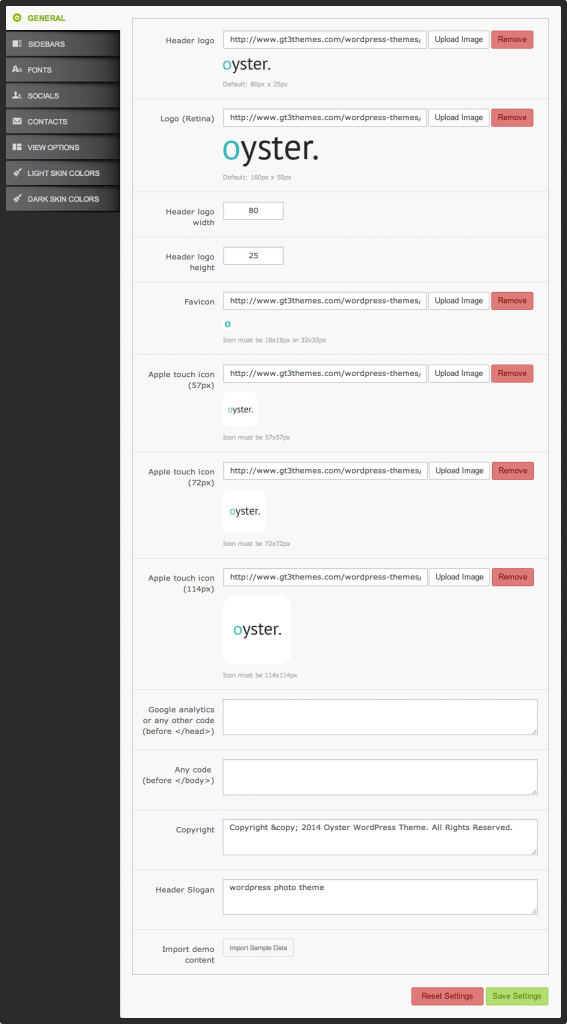 GENERAL
SIDEBARS
FONTS
SOCIALS
CONTACTS
VIEW OPTIONS
LIGHT SKIN COLORS
DARK SKIN COLORS
Header logo
http://www.gt3themes.com/wordpress-themes/
Upload Image
Remove
oyster.
Default: 80px x 25px
Logo (Retina)
http://www.gt3themes.com/wordpress-themes/
Upload Image
Remove
oyster.
Default: 160px x 50px
Header logo
width
80
Header logo
height
25
Favicon
http://www.gt3themes.com/wordpress-themes/
Upload Image
Remove
o
Icon must be 16x16px or 32x32px
Apple touch icon
(57px)
http://www.gt3themes.com/wordpress-themes/
Upload Image
Remove
oyster.
Icon must be 57x57px
Apple touch icon
(72px)
http://www.gt3themes.com/wordpress-themes/
Upload Image
Remove
oyster.
Icon must be 72x72px
Apple touch icon
(114px)
http://www.gt3themes.com/wordpress-themes/
Upload Image
Remove
oyster.
Icon must be 114x114px
Google analytics
or any other code
(before </head>)
Any code
(before </body>)
Copyright
Copyright &copy; 2014 Oyster WordPress Theme. All Rights Reserved.
Header Slogan
wordpress photo theme
Import demo
content
Import Sample Data
Reset Settings
Save Settings